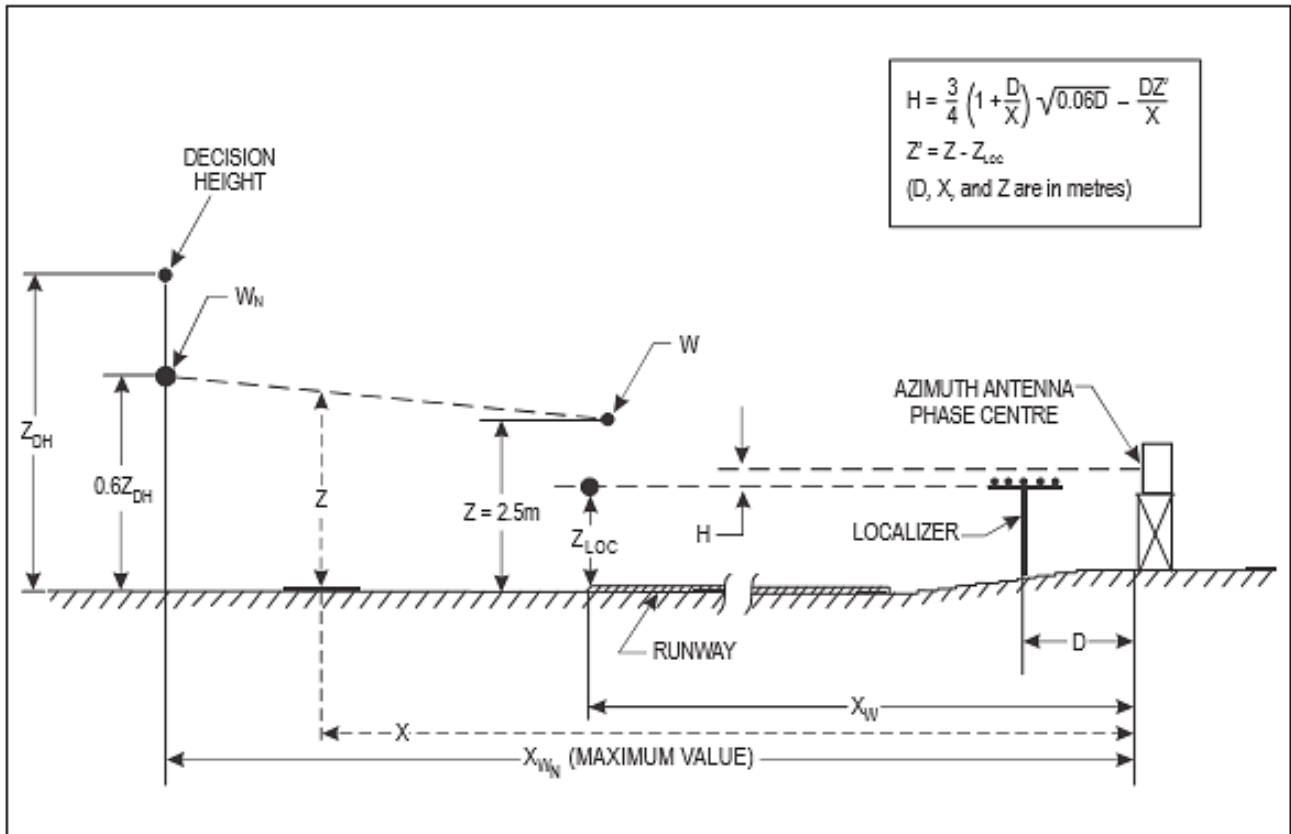 H = 3/4 (1 + D/X) √0.06D − DZ'/X
Z' = Z - Z_LOC
(D, X, and Z are in metres)
DECISION
HEIGHT
W_N
W
AZIMUTH ANTENNA
PHASE CENTRE
Z_DH
0.6Z_DH
Z
Z = 2.5m
Z_LOC
H
LOCALIZER
RUNWAY
D
X_W
X
X_W_N (MAXIMUM VALUE)